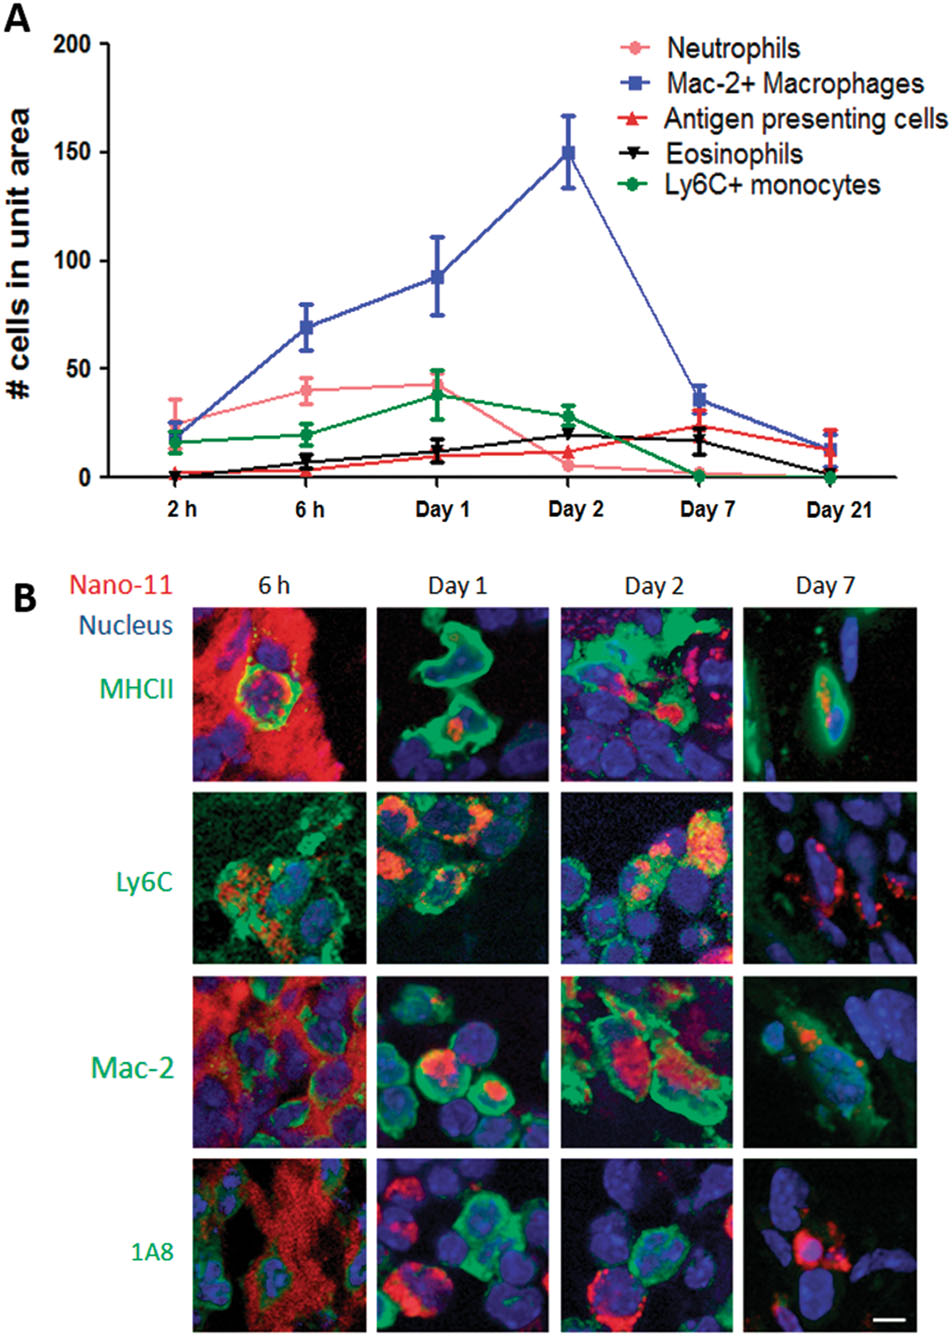 A
# cells in unit area
200
150
100
50
0
Neutrophils
Mac-2+ Macrophages
Antigen presenting cells
Eosinophils
Ly6C+ monocytes
2 h 6 h Day 1 Day 2 Day 7 Day 21
B
Nano-11 6 h Day 1 Day 2 Day 7
Nucleus
MHCII
Ly6C
Mac-2
1A8